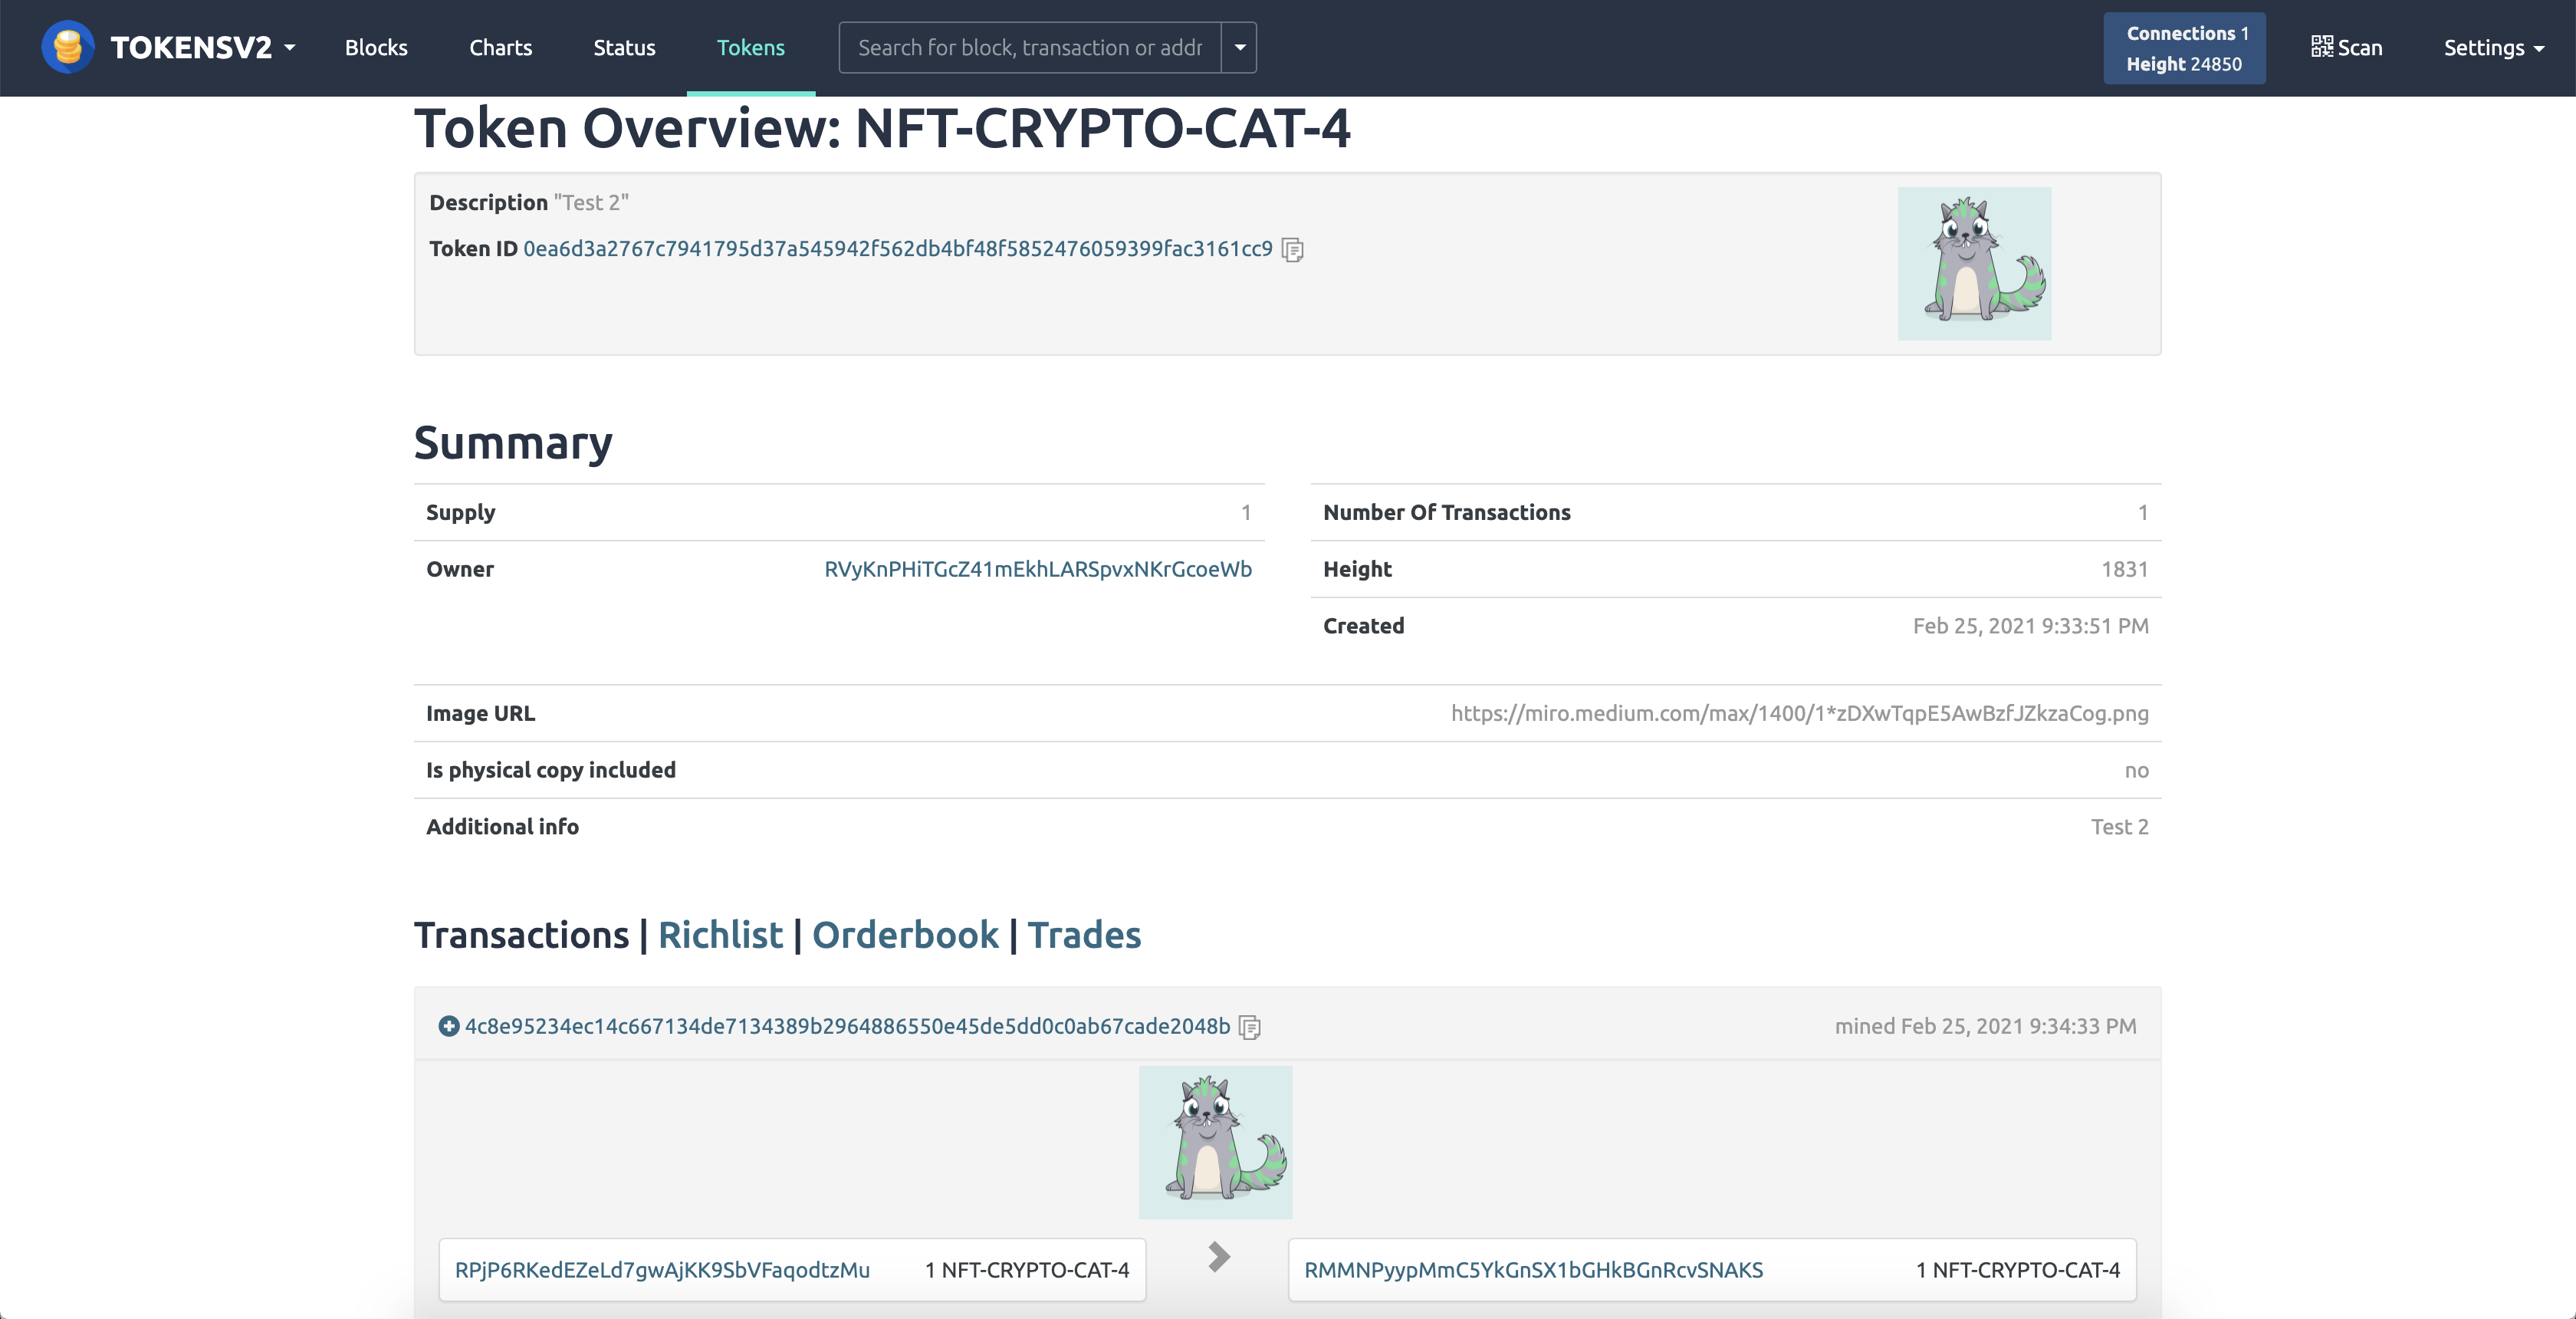 TOKENSV2 Blocks Charts Status Tokens Search for block, transaction or addr Connections 1 Scan Settings
Height 24850
Token Overview: NFT-CRYPTO-CAT-4
Description "Test 2"
Token ID 0ea6d3a2767c7941795d37a545942f562db4bf48f5852476059399fac3161cc9
Summary
Supply 1
Number Of Transactions 1
Owner RVyKnPHiTGcZ41mEkhLARSpvxNKrGcoeWb
Height 1831
Created Feb 25, 2021 9:33:51 PM
Image URL https://miro.medium.com/max/1400/1*zDXwTqpE5AwBzfJZkzaCog.png
Is physical copy included no
Additional info Test 2
Transactions | Richlist | Orderbook | Trades
4c8e95234ec14c667134de7134389b2964886550e45de5dd0c0ab67cade2048b mined Feb 25, 2021 9:34:33 PM
RPjP6RKedEZeLd7gwAjKK9SbVFaqodtzMu 1 NFT-CRYPTO-CAT-4
RMMNPyypMmC5YkGnSX1bGHkBGnRcvSNAKS 1 NFT-CRYPTO-CAT-4